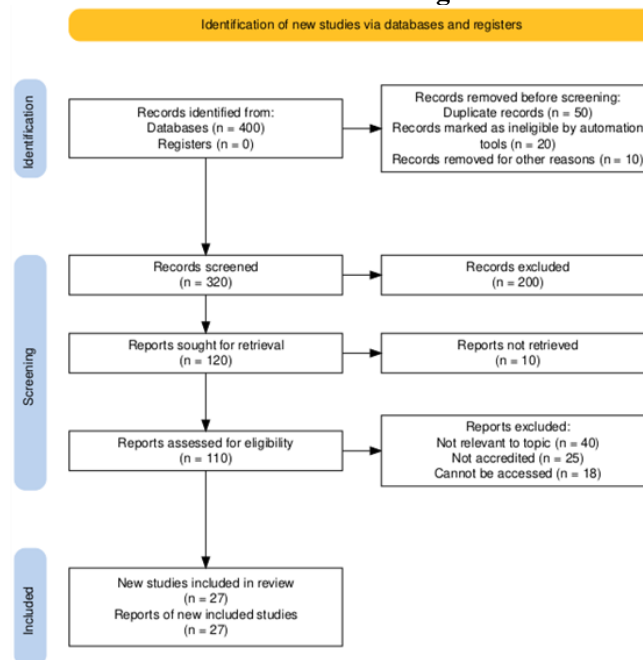 Identification of new studies via databases and registers
Identification
Records identified from:
Databases (n = 400)
Registers (n = 0)
Records removed before screening:
Duplicate records (n = 50)
Records marked as ineligible by automation
tools (n = 20)
Records removed for other reasons (n = 10)
Screening
Records screened
(n = 320)
Records excluded
(n = 200)
Reports sought for retrieval
(n = 120)
Reports not retrieved
(n = 10)
Reports assessed for eligibility
(n = 110)
Reports excluded:
Not relevant to topic (n = 40)
Not accredited (n = 25)
Cannot be accessed (n = 18)
Included
New studies included in review
(n = 27)
Reports of new included studies
(n = 27)